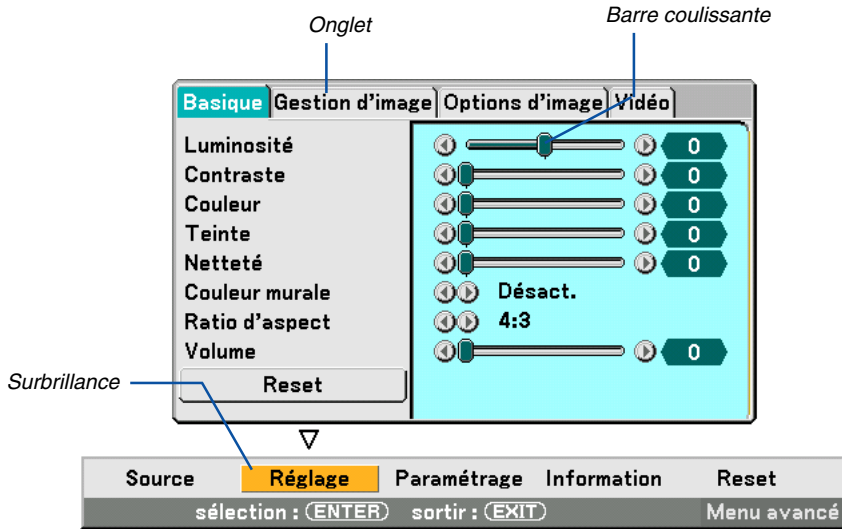 Onglet
Barre coulissante
Basique Gestion d'image Options d'image Vidéo
Luminosité 0
Contraste 0
Couleur 0
Teinte 0
Netteté 0
Couleur murale Désact.
Ratio d'aspect 4:3
Volume 0
Reset
Surbrillance
Source Réglage Paramétrage Information Reset
sélection : (ENTER) sortir : (EXIT) Menu avancé